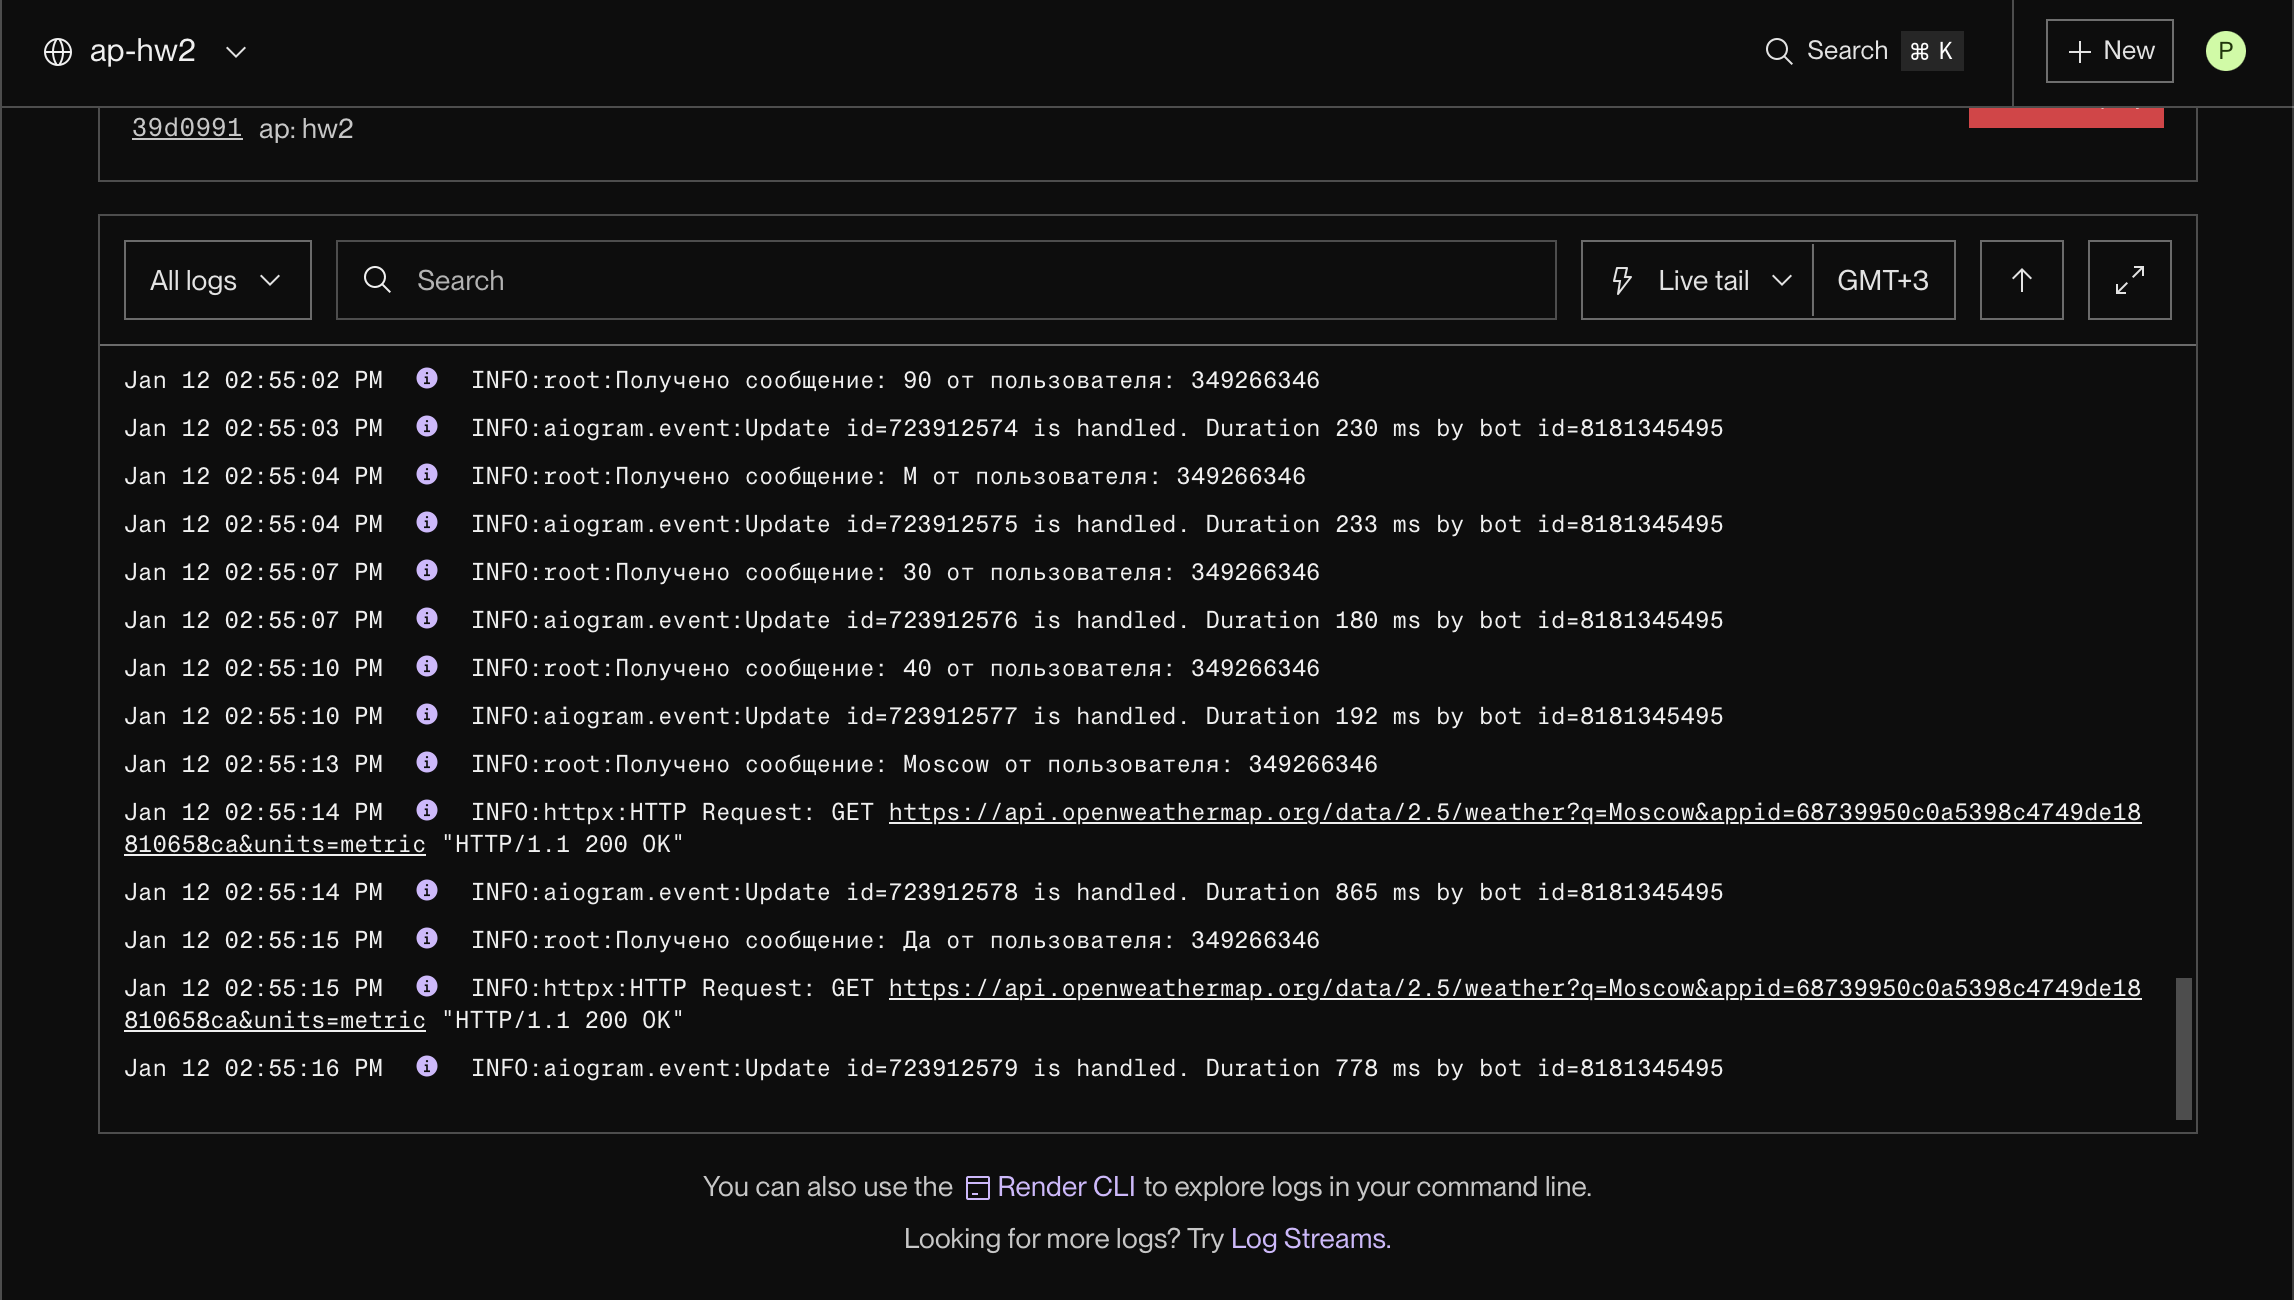 ap-hw2
Search ⌘ K
+ New
P
39d0991 ap: hw2
All logs
Search
Live tail
GMT+3
Jan 12 02:55:02 PM INFO:root:Получено сообщение: 90 от пользователя: 349266346
Jan 12 02:55:03 PM INFO:aiogram.event:Update id=723912574 is handled. Duration 230 ms by bot id=8181345495
Jan 12 02:55:04 PM INFO:root:Получено сообщение: М от пользователя: 349266346
Jan 12 02:55:04 PM INFO:aiogram.event:Update id=723912575 is handled. Duration 233 ms by bot id=8181345495
Jan 12 02:55:07 PM INFO:root:Получено сообщение: 30 от пользователя: 349266346
Jan 12 02:55:07 PM INFO:aiogram.event:Update id=723912576 is handled. Duration 180 ms by bot id=8181345495
Jan 12 02:55:10 PM INFO:root:Получено сообщение: 40 от пользователя: 349266346
Jan 12 02:55:10 PM INFO:aiogram.event:Update id=723912577 is handled. Duration 192 ms by bot id=8181345495
Jan 12 02:55:13 PM INFO:root:Получено сообщение: Moscow от пользователя: 349266346
Jan 12 02:55:14 PM INFO:httpx:HTTP Request: GET https://api.openweathermap.org/data/2.5/weather?q=Moscow&appid=68739950c0a5398c4749de18
810658ca&units=metric "HTTP/1.1 200 OK"
Jan 12 02:55:14 PM INFO:aiogram.event:Update id=723912578 is handled. Duration 865 ms by bot id=8181345495
Jan 12 02:55:15 PM INFO:root:Получено сообщение: Да от пользователя: 349266346
Jan 12 02:55:15 PM INFO:httpx:HTTP Request: GET https://api.openweathermap.org/data/2.5/weather?q=Moscow&appid=68739950c0a5398c4749de18
810658ca&units=metric "HTTP/1.1 200 OK"
Jan 12 02:55:16 PM INFO:aiogram.event:Update id=723912579 is handled. Duration 778 ms by bot id=8181345495
You can also use the Render CLI to explore logs in your command line.
Looking for more logs? Try Log Streams.